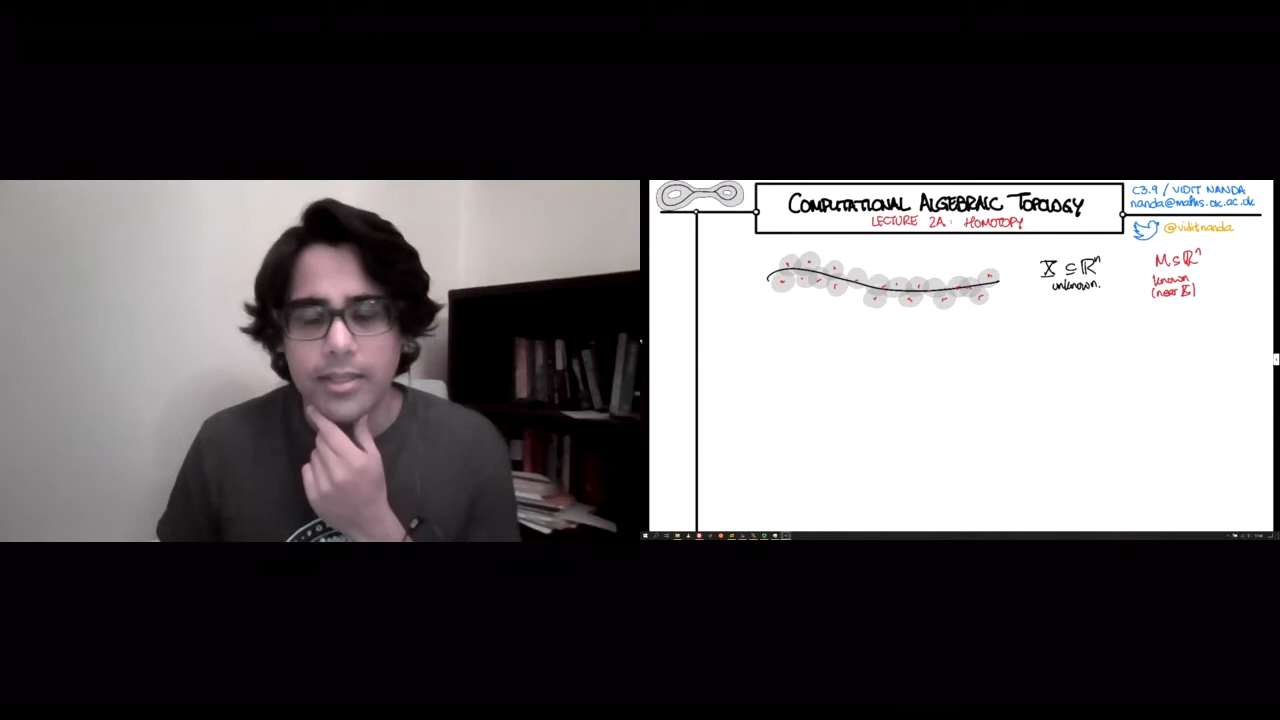 COMPUTATIONAL ALGEBRAIC TOPOLOGY
LECTURE 2A: HOMOTOPY
C3.9 / VIDIT NANDA
nanda@maths.ox.ac.uk
@viditnanda
X ⊆ ℝⁿ
unknown.
M ⊆ ℝⁿ
known
(near X)